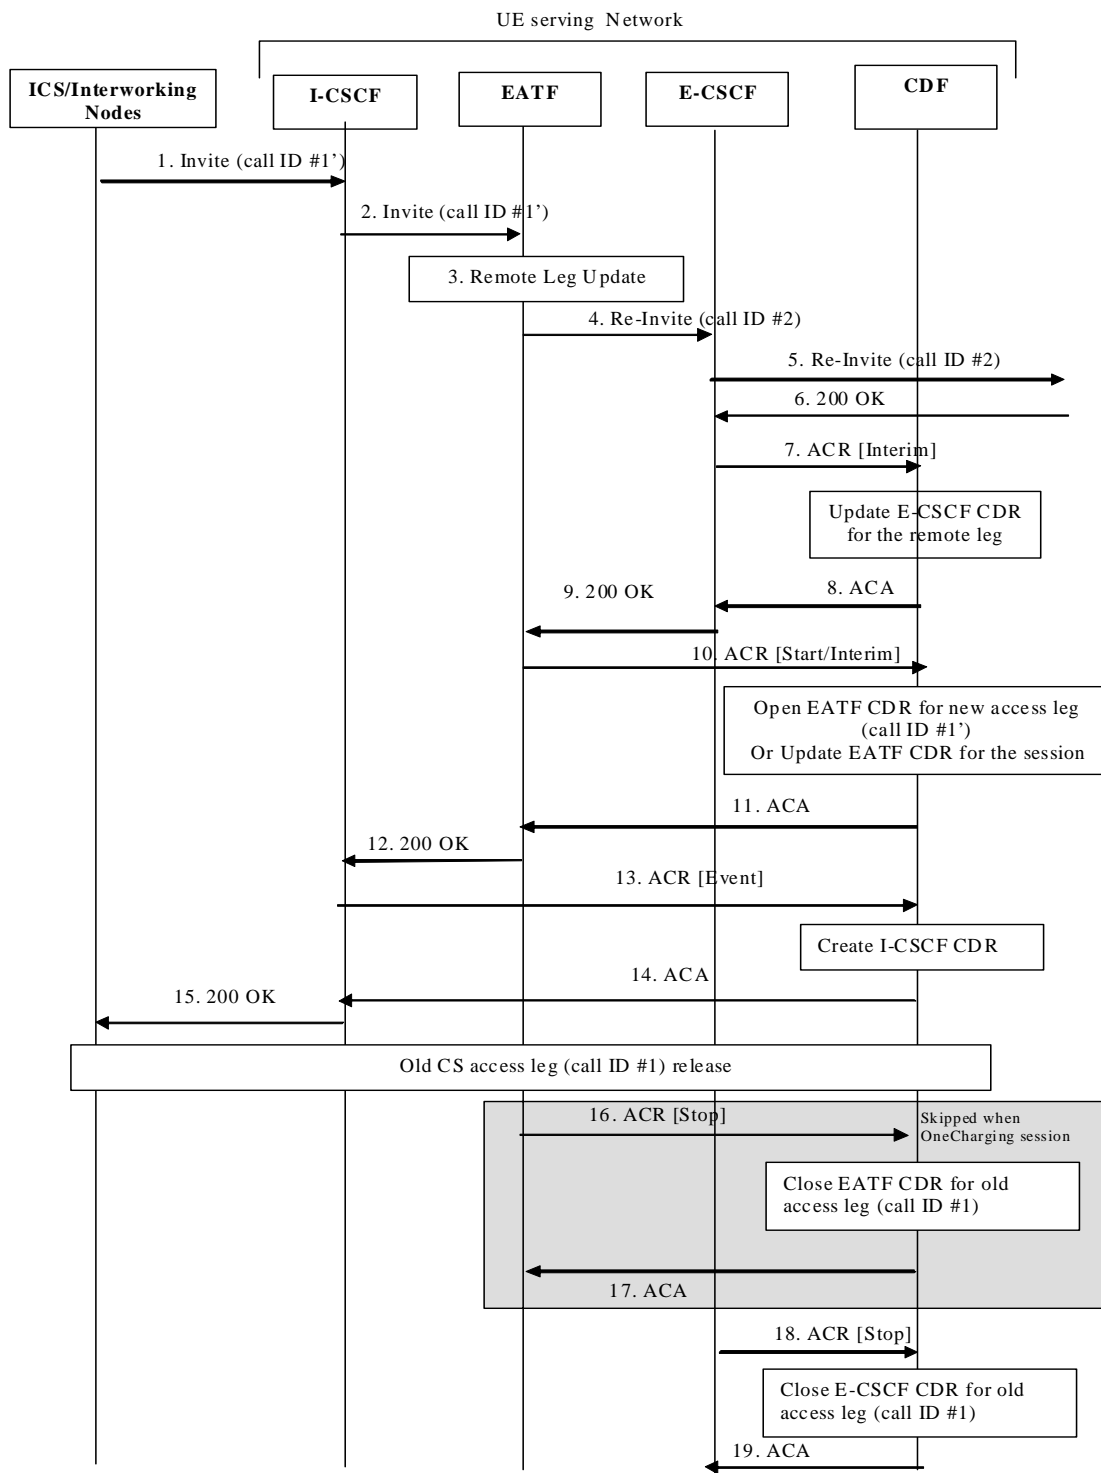 UE serving Network
ICS/Interworking
Nodes
I-CSCF
EATF
E-CSCF
CDF
1. Invite (call ID #1’)
2. Invite (call ID #1’)
3. Remote Leg Update
4. Re-Invite (call ID #2)
5. Re-Invite (call ID #2)
6. 200 OK
7. ACR [Interim]
Update E-CSCF CDR
for the remote leg
8. ACA
9. 200 OK
10. ACR [Start/Interim]
Open EATF CDR for new access leg
(call ID #1’)
Or Update EATF CDR for the session
11. ACA
12. 200 OK
13. ACR [Event]
Create I-CSCF CDR
14. ACA
15. 200 OK
Old CS access leg (call ID #1) release
16. ACR [Stop]
Skipped when
OneCharging session
Close EATF CDR for old
access leg (call ID #1)
17. ACA
18. ACR [Stop]
Close E-CSCF CDR for old
access leg (call ID #1)
19. ACA